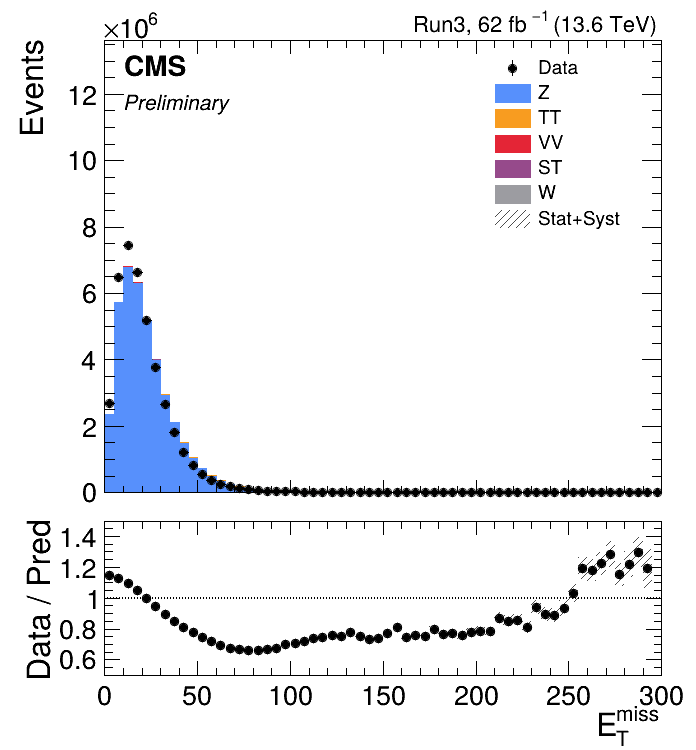 ×10⁶
Run3, 62 fb⁻¹ (13.6 TeV)
CMS
Preliminary
Events
Data
Z
TT
VV
ST
W
Stat+Syst
12
10
8
6
4
2
0
Data / Pred
1.4
1.2
1
0.8
0.6
0 50 100 150 200 250 300
E_T^miss